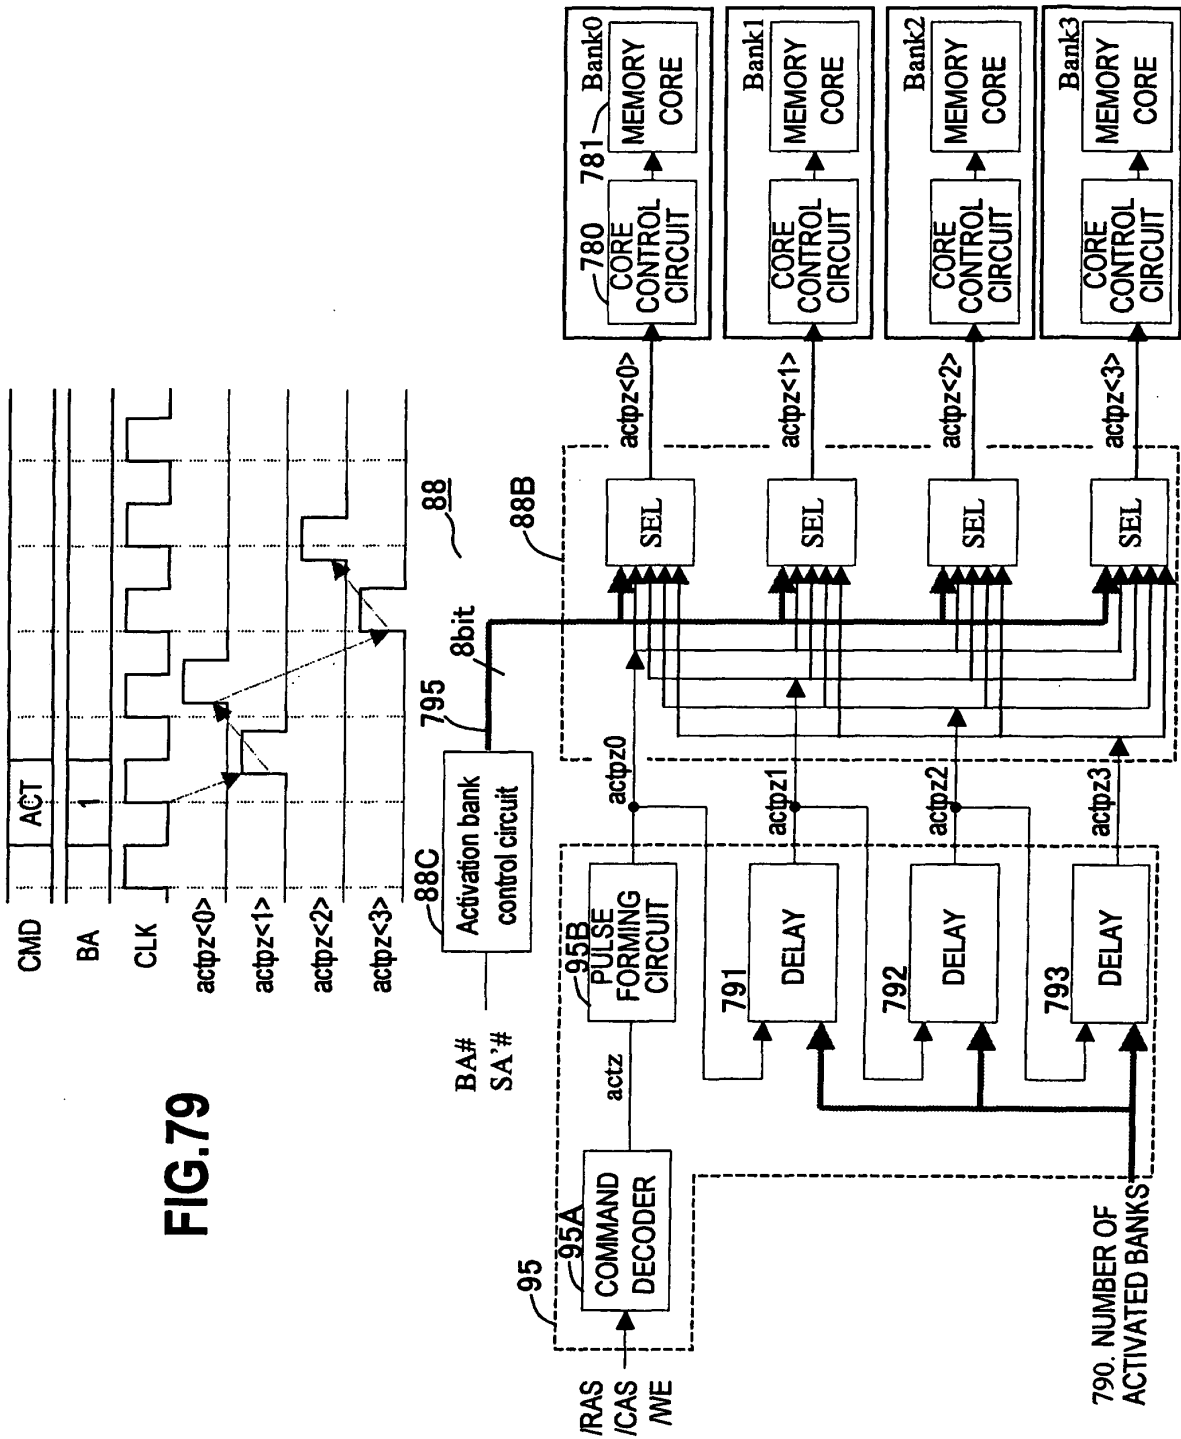 FIG.79
CMD
ACT
BA
1
CLK
actpz<0>
actpz<1>
actpz<2>
actpz<3>
88
BA#
SA'#
88C
Activation bank
control circuit
795
8bit
95
/RAS
/CAS
/WE
95A
COMMAND
DECODER
actz
95B
PULSE
FORMING
CIRCUIT
actpz0
791
DELAY
actpz1
792
DELAY
actpz2
793
DELAY
actpz3
790. NUMBER OF
ACTIVATED BANKS
88B
SEL
SEL
SEL
SEL
actpz<0>
actpz<1>
actpz<2>
actpz<3>
780
CORE
CONTROL
CIRCUIT
781
Bank0
MEMORY
CORE
CORE
CONTROL
CIRCUIT
Bank1
MEMORY
CORE
CORE
CONTROL
CIRCUIT
Bank2
MEMORY
CORE
CORE
CONTROL
CIRCUIT
Bank3
MEMORY
CORE